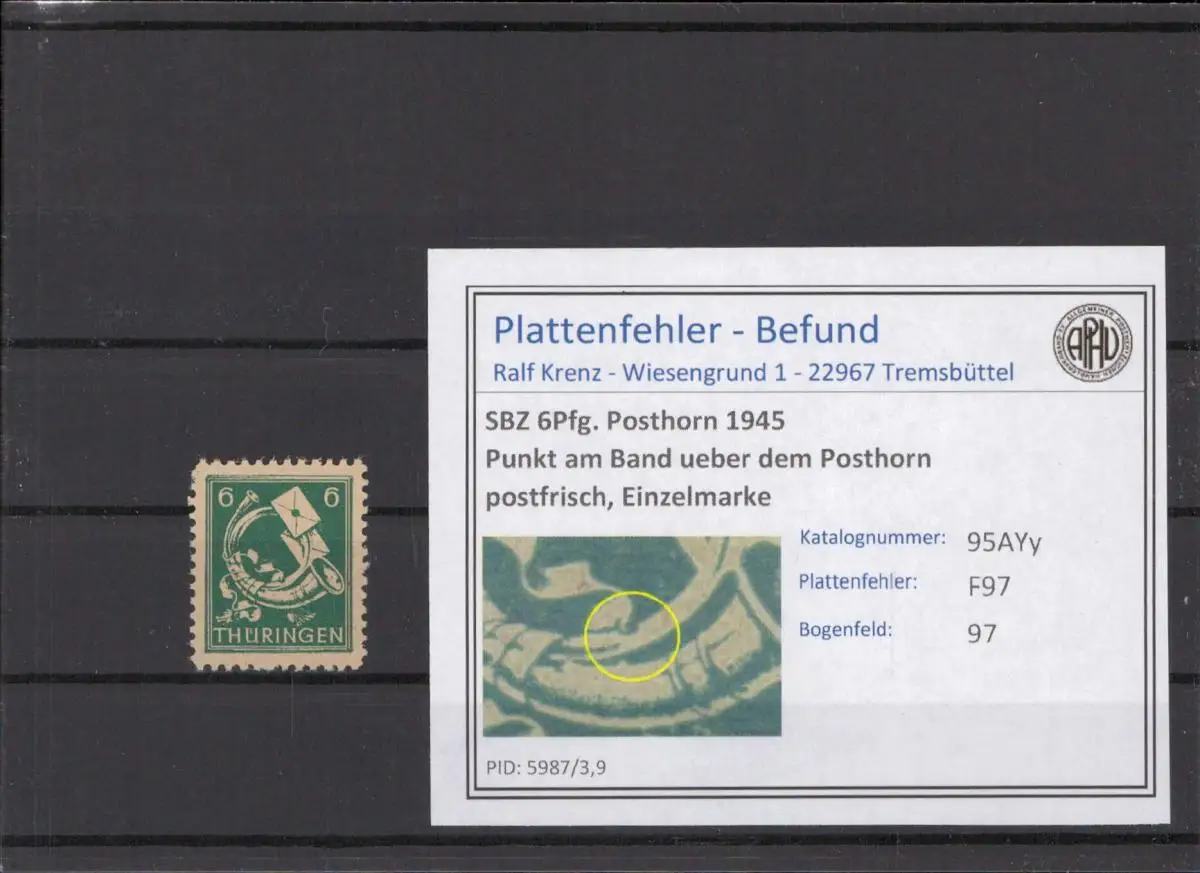 6 6
THÜRINGEN
Plattenfehler - Befund
Ralf Krenz - Wiesengrund 1 - 22967 Tremsbüttel
APHV
SBZ 6Pfg. Posthorn 1945
Punkt am Band ueber dem Posthorn
postfrisch, Einzelmarke
Katalognummer: 95AYy
Plattenfehler: F97
Bogenfeld: 97
PID: 5987/3,9